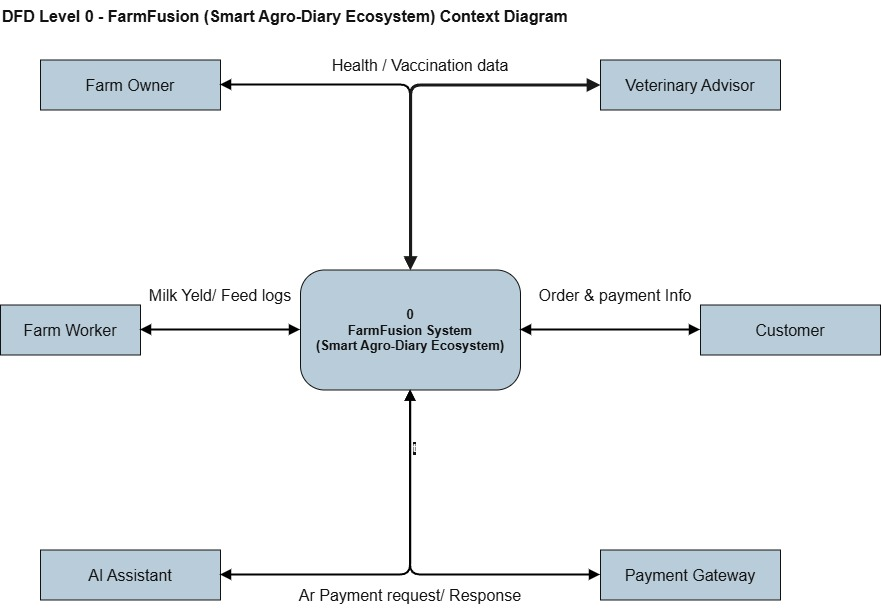 DFD Level 0 - FarmFusion (Smart Agro-Diary Ecosystem) Context Diagram
Health / Vaccination data
Farm Owner
Veterinary Advisor
Milk Yeld/ Feed logs
Order & payment Info
0
FarmFusion System
(Smart Agro-Diary Ecosystem)
Farm Worker
Customer
AI Assistant
Payment Gateway
Ar Payment request/ Response